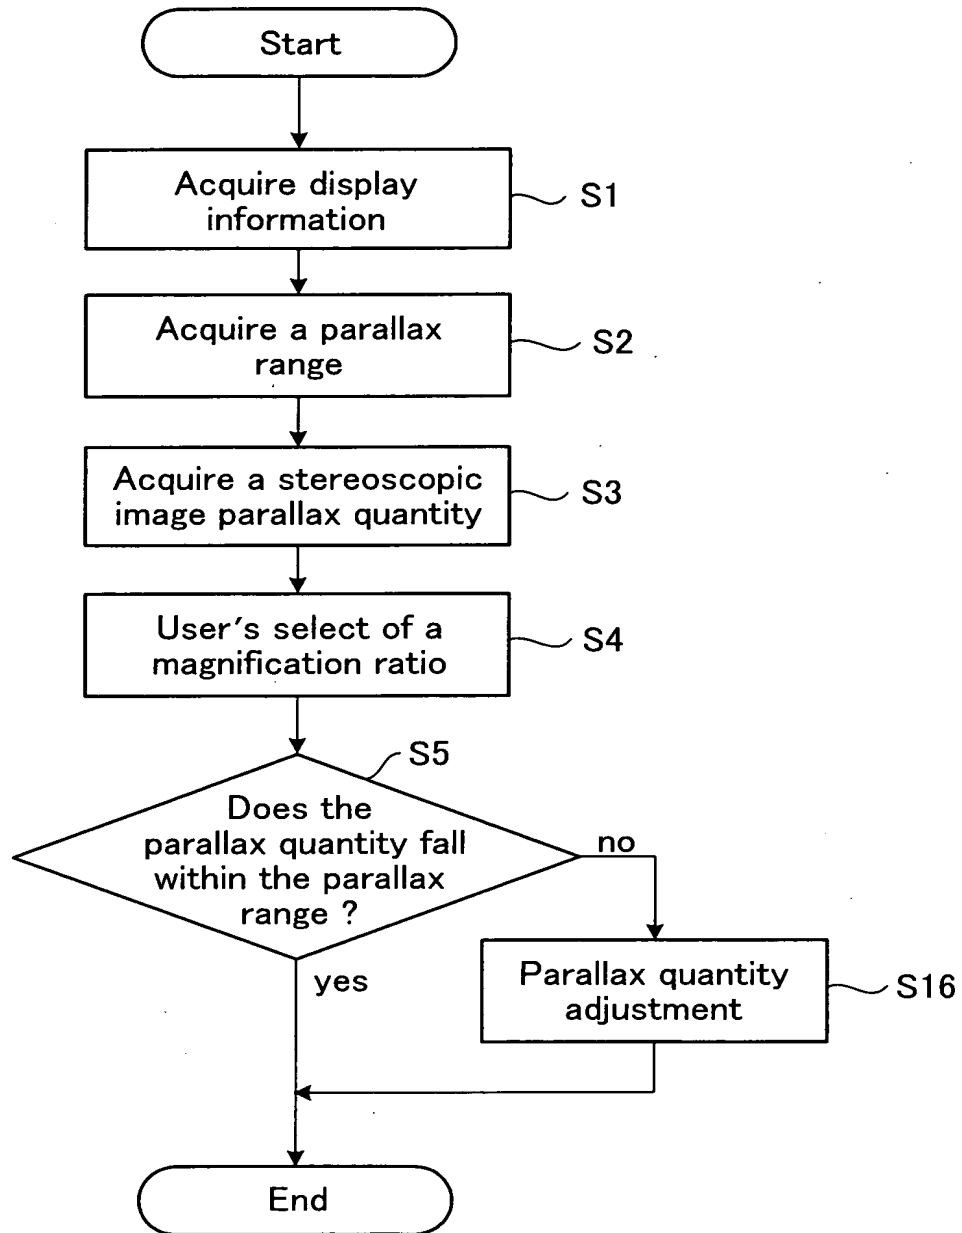 Start
Acquire display
information
S1
Acquire a parallax
range
S2
Acquire a stereoscopic
image parallax quantity
S3
User's select of a
magnification ratio
S4
S5
Does the
parallax quantity fall
within the parallax
range ?
no
yes
Parallax quantity
adjustment
S16
End